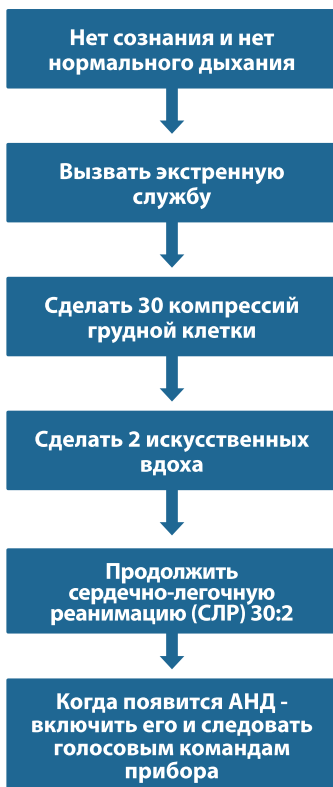 Нет сознания и нет
нормального дыхания
Вызвать экстренную
службу
Сделать 30 компрессий
грудной клетки
Сделать 2 искусственных
вдоха
Продолжить
сердечно-легочную
реанимацию (СЛР) 30:2
Когда появится АНД -
включить его и следовать
голосовым командам
прибора